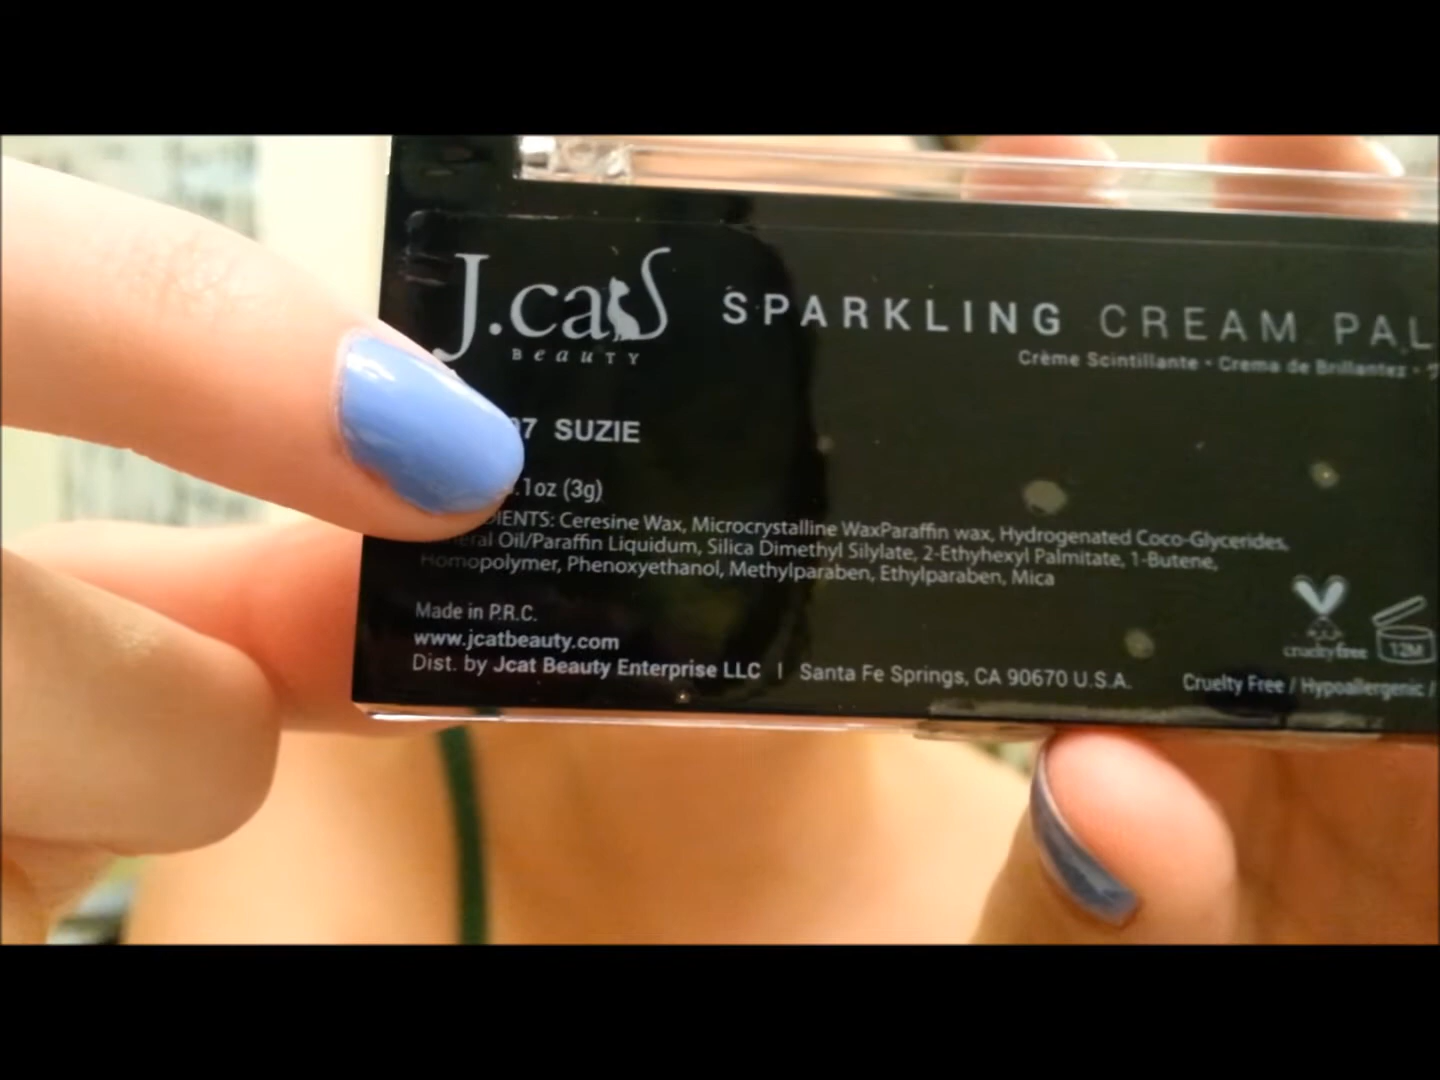 J.cat
BeauTY
SPARKLING CREAM PAL
Crème Scintillante • Crema de Brillantez •
7 SUZIE
.1oz (3g)
DIENTS: Ceresine Wax, Microcrystalline WaxParaffin wax, Hydrogenated Coco-Glycerides,
eral Oil/Paraffin Liquidum, Silica Dimethyl Silylate, 2-Ethyhexyl Palmitate, 1-Butene,
Homopolymer, Phenoxyethanol, Methylparaben, Ethylparaben, Mica
Made in P.R.C.
www.jcatbeauty.com
Dist. by Jcat Beauty Enterprise LLC | Santa Fe Springs, CA 90670 U.S.A.
cruelty free
12M
Cruelty Free / Hypoallergenic /